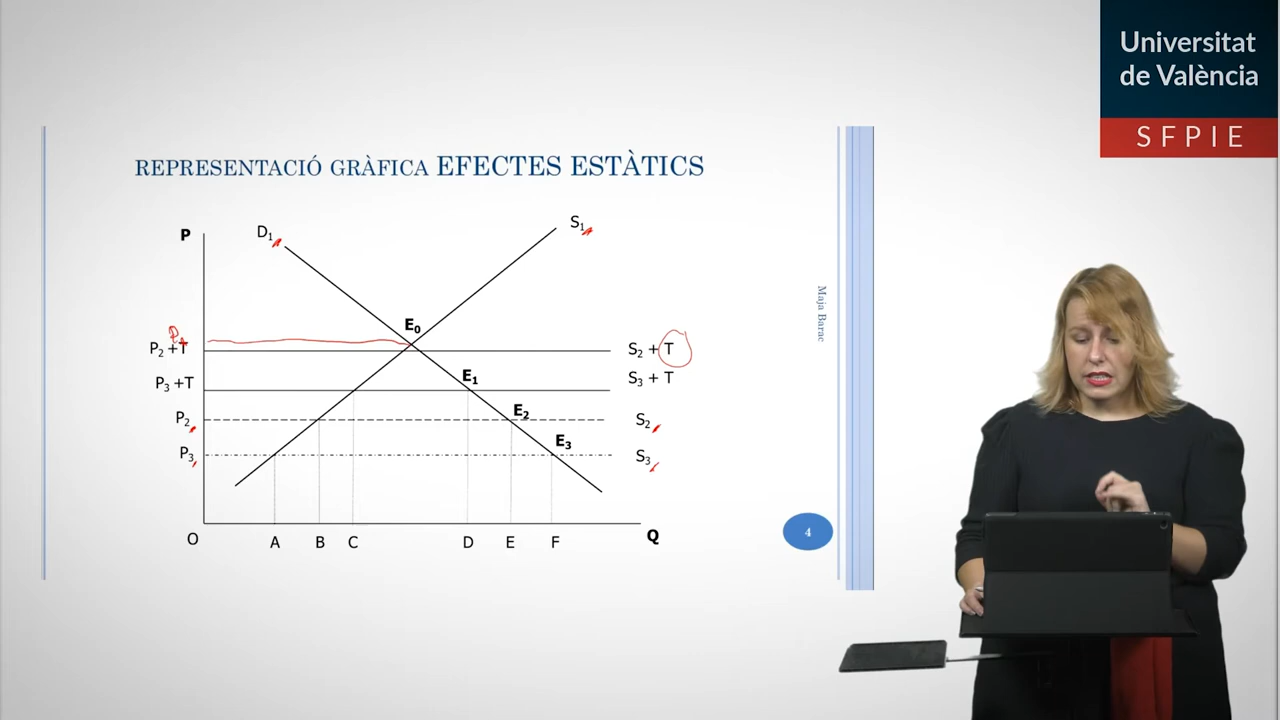 Universitat
de València
SFPIE
REPRESENTACIÓ GRÀFICA EFECTES ESTÀTICS
P
D1
S1
E0
P1
P2 +T
S2 + T
P3 +T
E1
S3 + T
P2
E2
S2
P3
E3
S3
O
A B C D E F
Q
Maja Barac
4